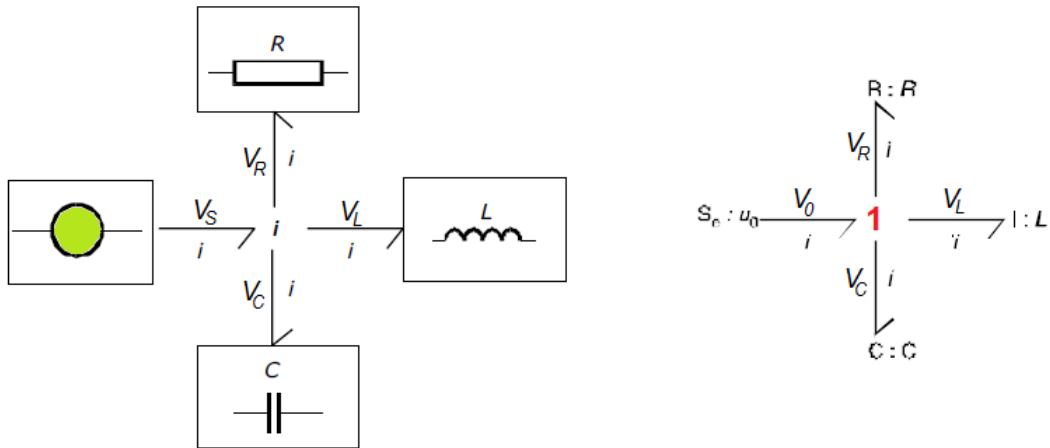 R
V_R i
V_S
i
i
V_L
i
L
V_C i
C
R : R
V_R i
S_e : u_0
V_0
i
1
V_L
i
I : L
V_C i
C : C